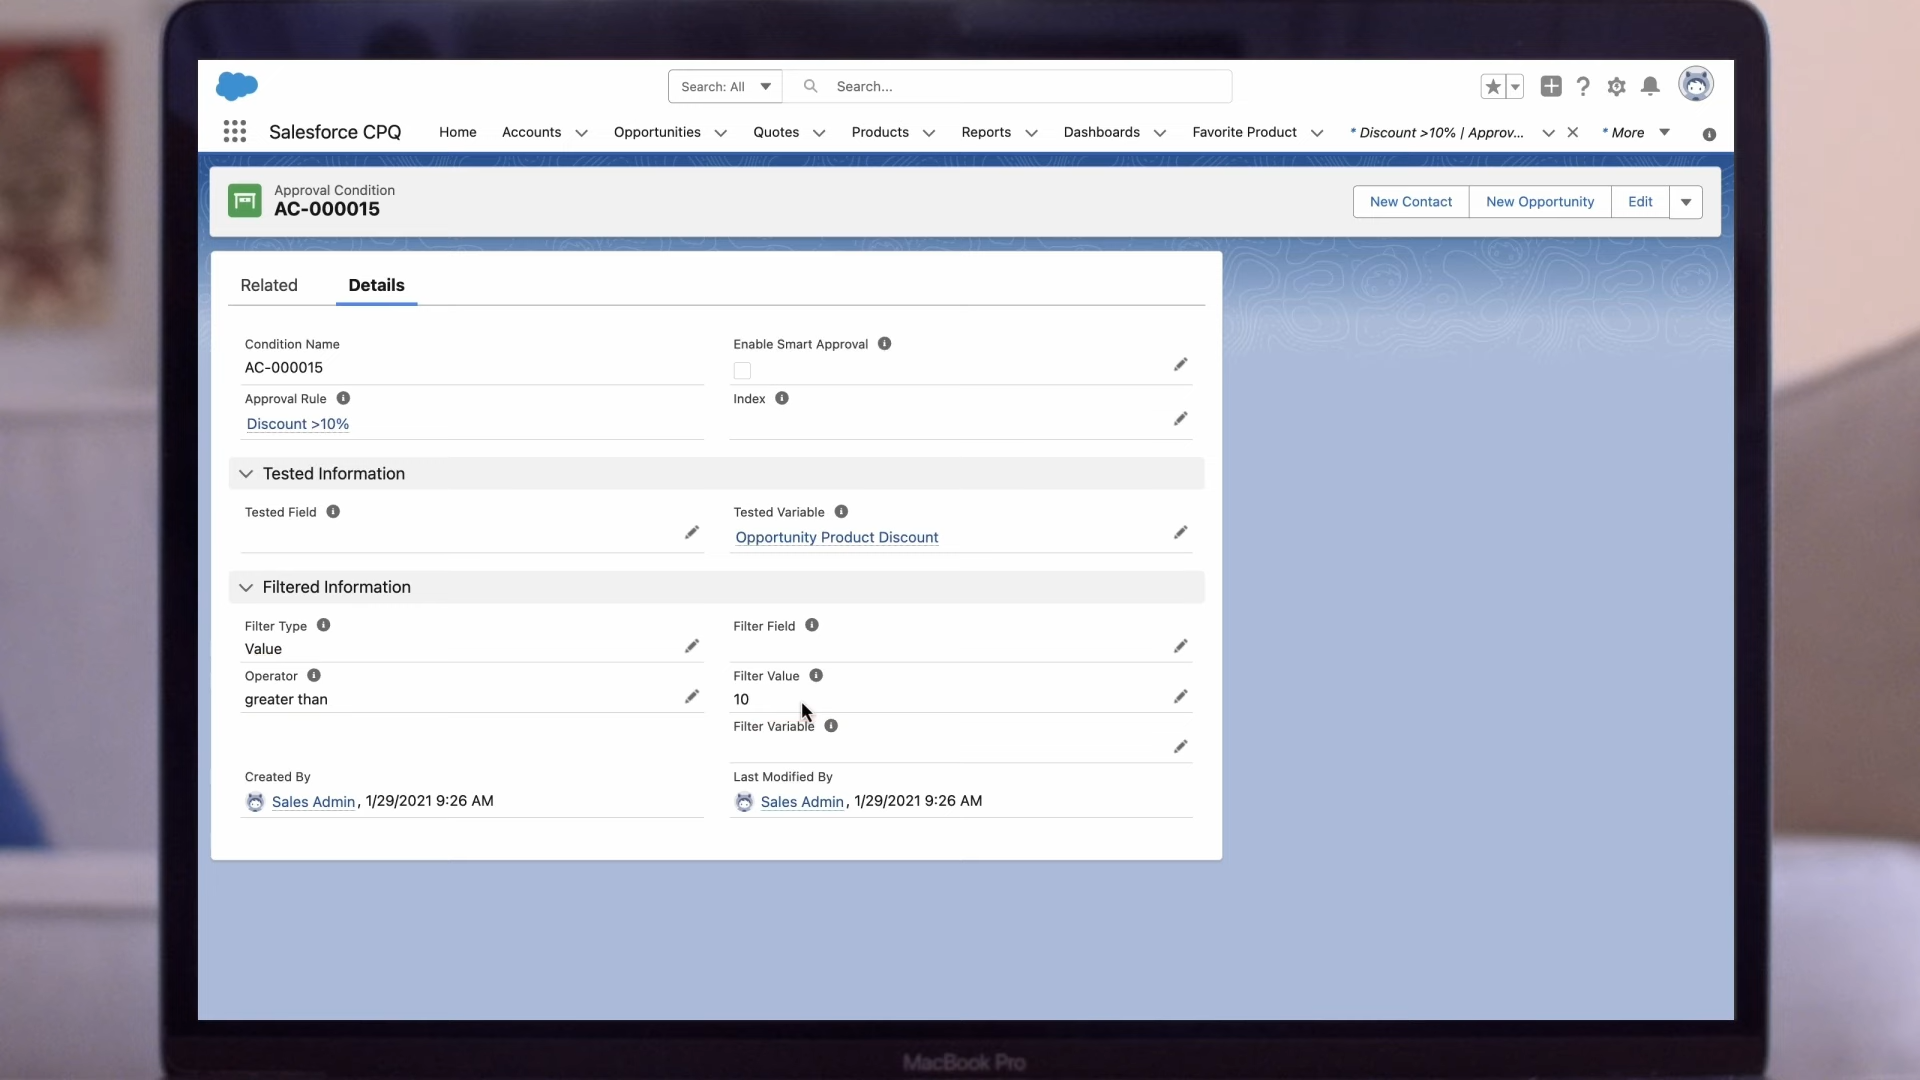 Search: All
Search...
Salesforce CPQ
Home
Accounts
Opportunities
Quotes
Products
Reports
Dashboards
Favorite Product
* Discount >10% | Approv...
* More
Approval Condition
AC-000015
New Contact
New Opportunity
Edit
Related
Details
Condition Name
AC-000015
Enable Smart Approval
Approval Rule
Discount >10%
Index
Tested Information
Tested Field
Tested Variable
Opportunity Product Discount
Filtered Information
Filter Type
Value
Filter Field
Operator
greater than
Filter Value
10
Filter Variable
Created By
Sales Admin, 1/29/2021 9:26 AM
Last Modified By
Sales Admin, 1/29/2021 9:26 AM
MacBook Pro